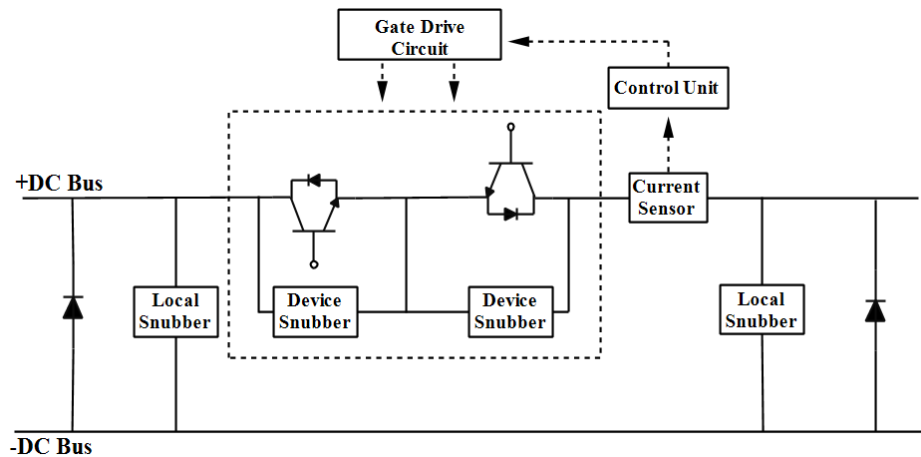 Gate Drive
Circuit
Control Unit
+DC Bus
Current
Sensor
Local
Snubber
Device
Snubber
Device
Snubber
Local
Snubber
-DC Bus